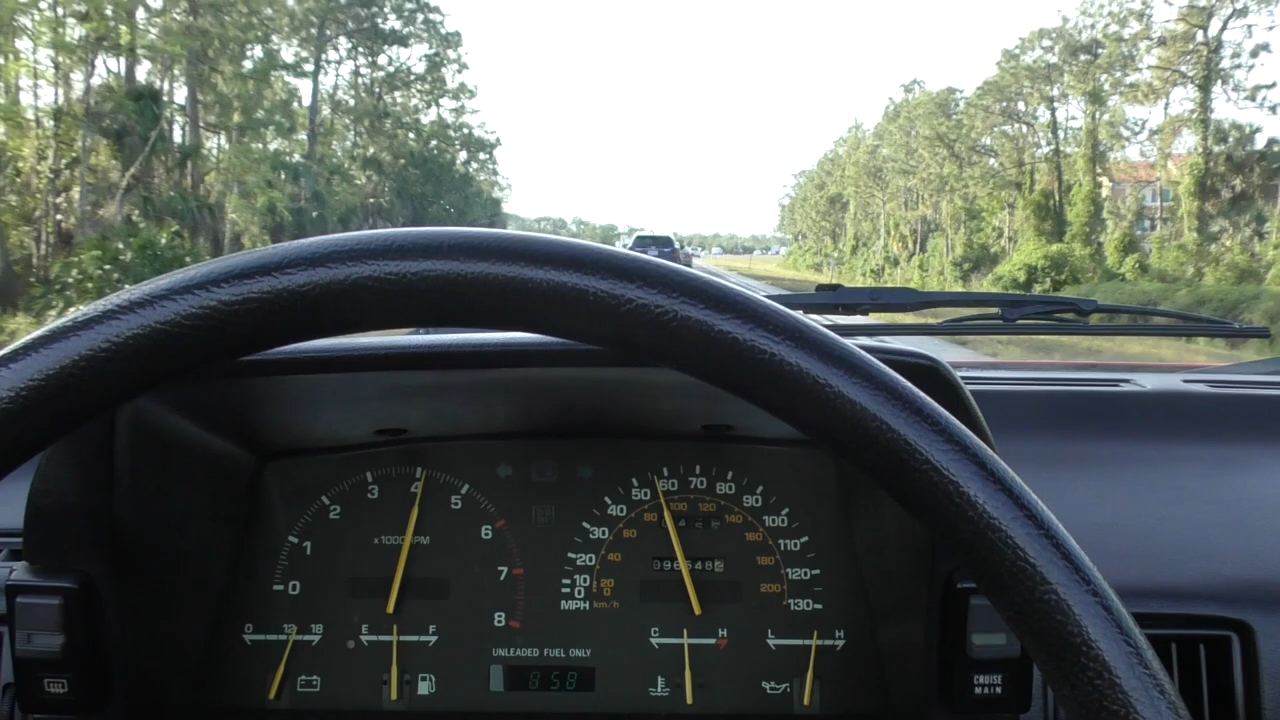 0 1 2 3 4 5 6 7 8
x1000RPM
0 10 20 30 40 50 60 70 80 90 100 110 120 130
MPH
0 20 40 60 80 100 120 140 160 180 200
km/h
096548
0 12 18
E F
UNLEADED FUEL ONLY
8 58
C H
L H
CRUISE
MAIN